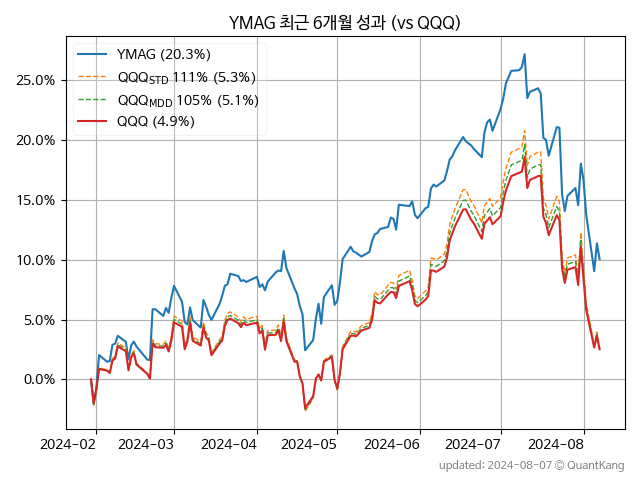 YMAG 최근 6개월 성과 (vs QQQ)
YMAG (20.3%)
QQQSTD 111% (5.3%)
QQQMDD 105% (5.1%)
QQQ (4.9%)
25.0%
20.0%
15.0%
10.0%
5.0%
0.0%
2024-02 2024-03 2024-04 2024-05 2024-06 2024-07 2024-08
updated: 2024-08-07 © QuantKang